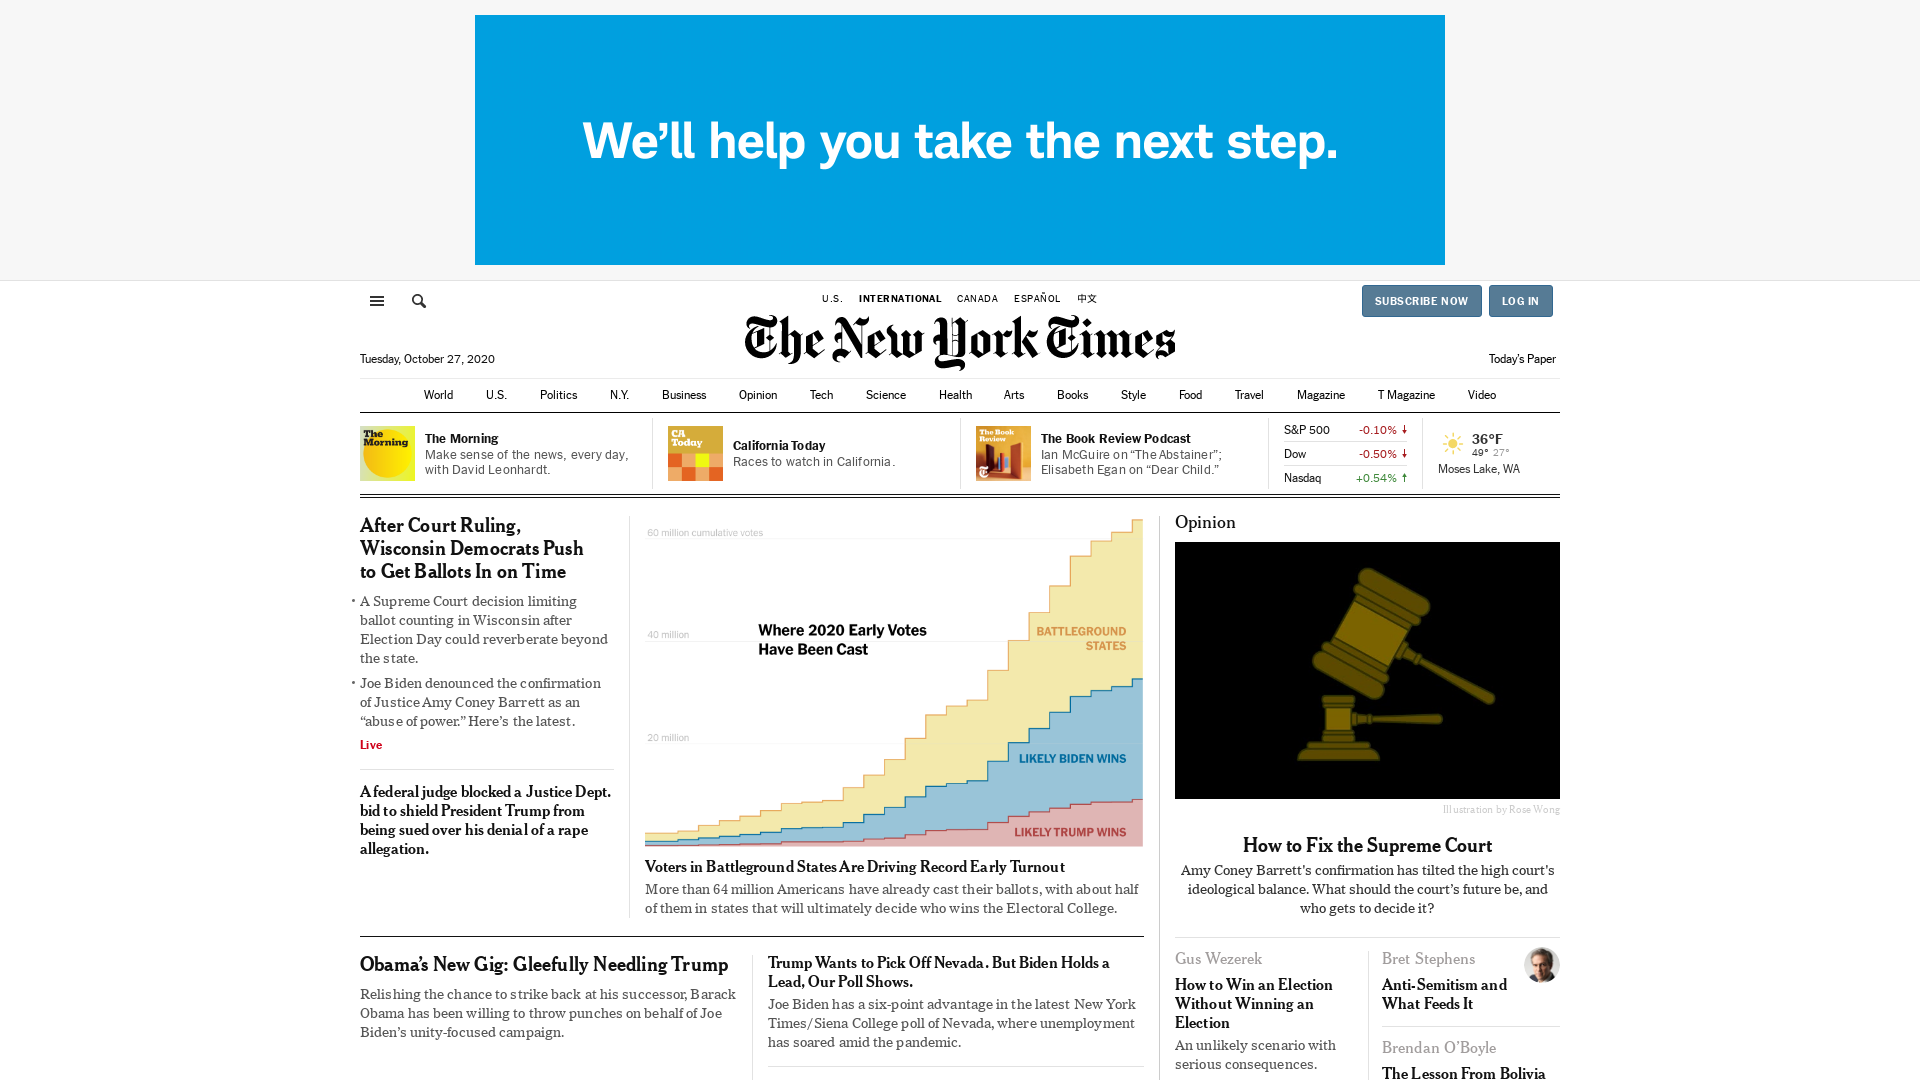 We’ll help you take the next step.
U.S.
INTERNATIONAL
CANADA
ESPAÑOL
中文
SUBSCRIBE NOW
LOG IN
The New York Times
Tuesday, October 27, 2020
Today’s Paper
World
U.S.
Politics
N.Y.
Business
Opinion
Tech
Science
Health
Arts
Books
Style
Food
Travel
Magazine
T Magazine
Video
The Morning
The Morning
Make sense of the news, every day,
with David Leonhardt.
CA
Today
California Today
Races to watch in California.
The Book
Review
The Book Review Podcast
Ian McGuire on “The Abstainer”;
Elisabeth Egan on “Dear Child.”
S&P 500 -0.10%
Dow -0.50%
Nasdaq +0.54%
36°F
49° 27°
Moses Lake, WA
After Court Ruling,
Wisconsin Democrats Push
to Get Ballots In on Time
• A Supreme Court decision limiting
ballot counting in Wisconsin after
Election Day could reverberate beyond
the state.
• Joe Biden denounced the confirmation
of Justice Amy Coney Barrett as an
“abuse of power.” Here’s the latest.
Live
A federal judge blocked a Justice Dept.
bid to shield President Trump from
being sued over his denial of a rape
allegation.
60 million cumulative votes
40 million
20 million
Where 2020 Early Votes
Have Been Cast
BATTLEGROUND
STATES
LIKELY BIDEN WINS
LIKELY TRUMP WINS
Voters in Battleground States Are Driving Record Early Turnout
More than 64 million Americans have already cast their ballots, with about half
of them in states that will ultimately decide who wins the Electoral College.
Obama’s New Gig: Gleefully Needling Trump
Relishing the chance to strike back at his successor, Barack
Obama has been willing to throw punches on behalf of Joe
Biden’s unity-focused campaign.
Trump Wants to Pick Off Nevada. But Biden Holds a
Lead, Our Poll Shows.
Joe Biden has a six-point advantage in the latest New York
Times/Siena College poll of Nevada, where unemployment
has soared amid the pandemic.
Opinion
Illustration by Rose Wong
How to Fix the Supreme Court
Amy Coney Barrett's confirmation has tilted the high court's
ideological balance. What should the court’s future be, and
who gets to decide it?
Gus Wezerek
How to Win an Election
Without Winning an
Election
An unlikely scenario with
serious consequences.
Bret Stephens
Anti-Semitism and
What Feeds It
Brendan O’Boyle
The Lesson From Bolivia